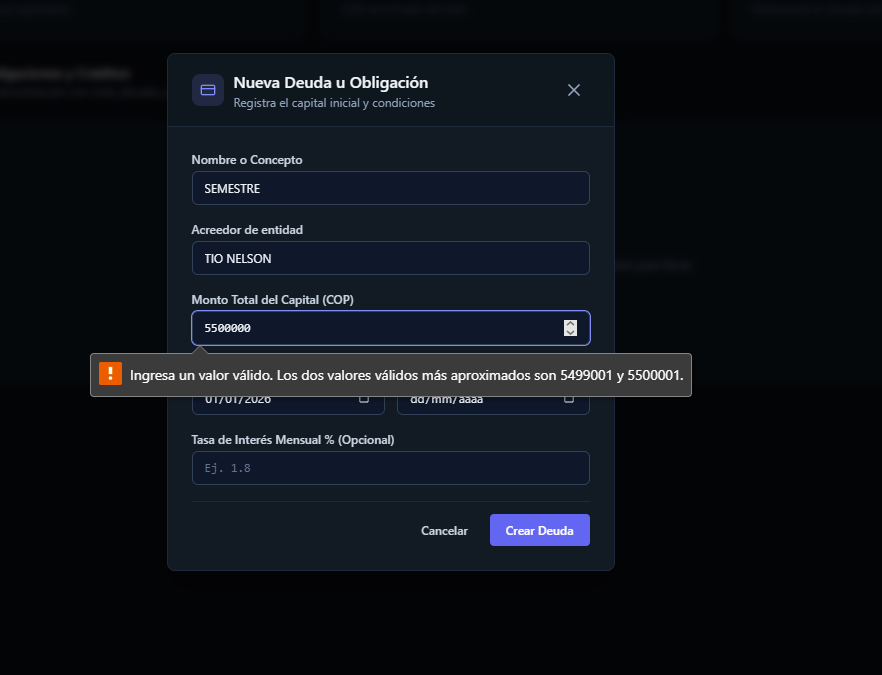 Nueva Deuda u Obligación
Registra el capital inicial y condiciones
Nombre o Concepto
SEMESTRE
Acreedor de entidad
TIO NELSON
Monto Total del Capital (COP)
5500000
Ingresa un valor válido. Los dos valores válidos más aproximados son 5499001 y 5500001.
01/01/2026 dd/mm/aaaa
Tasa de Interés Mensual % (Opcional)
Ej. 1.8
Cancelar Crear Deuda